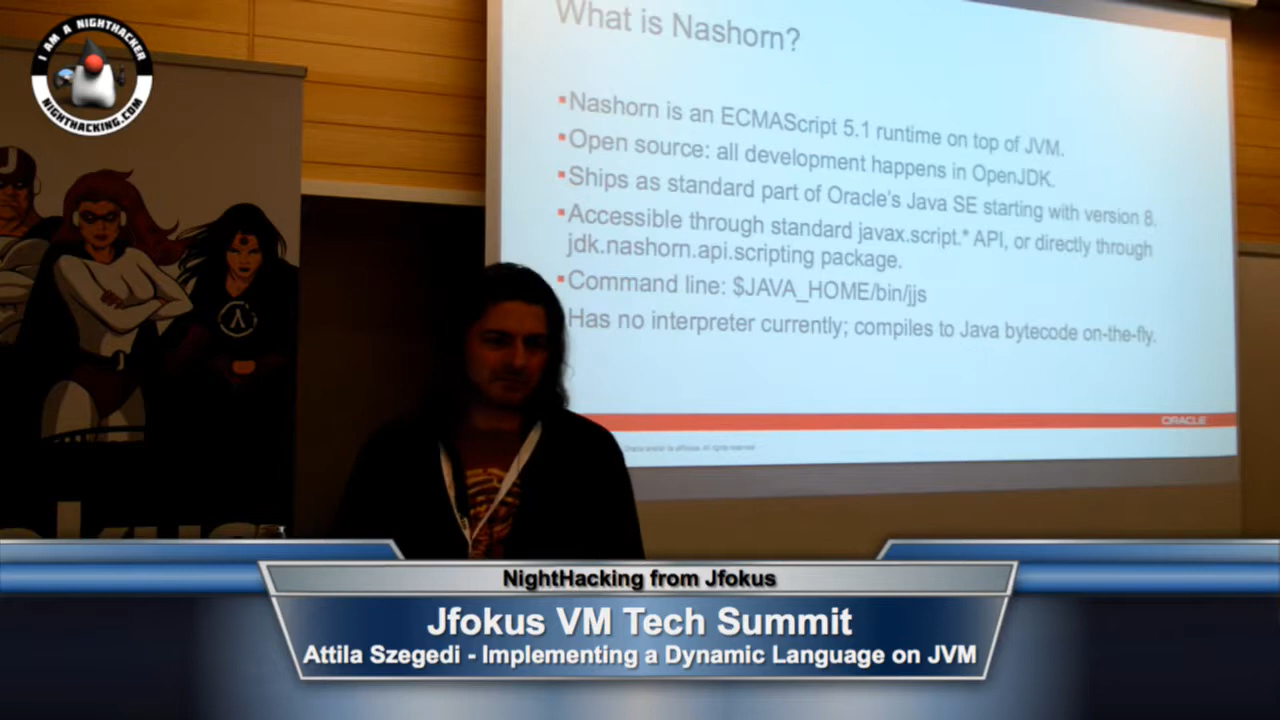 I AM A NIGHTHACKER
NIGHTHACKING.COM
What is Nashorn?
Nashorn is an ECMAScript 5.1 runtime on top of JVM.
Open source: all development happens in OpenJDK.
Ships as standard part of Oracle's Java SE starting with version 8.
Accessible through standard javax.script.* API, or directly through
jdk.nashorn.api.scripting package.
Command line: $JAVA_HOME/bin/jjs
Has no interpreter currently; compiles to Java bytecode on-the-fly.
ORACLE
J
λ
NightHacking from Jfokus
Jfokus VM Tech Summit
Attila Szegedi - Implementing a Dynamic Language on JVM